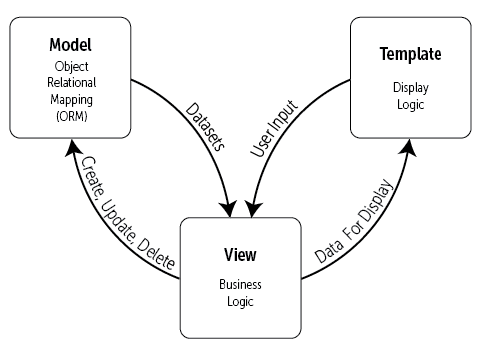 Model
Object
Relational
Mapping
(ORM)
Template
Display
Logic
Datasets
User Input
Create, Update, Delete
Data For Display
View
Business
Logic